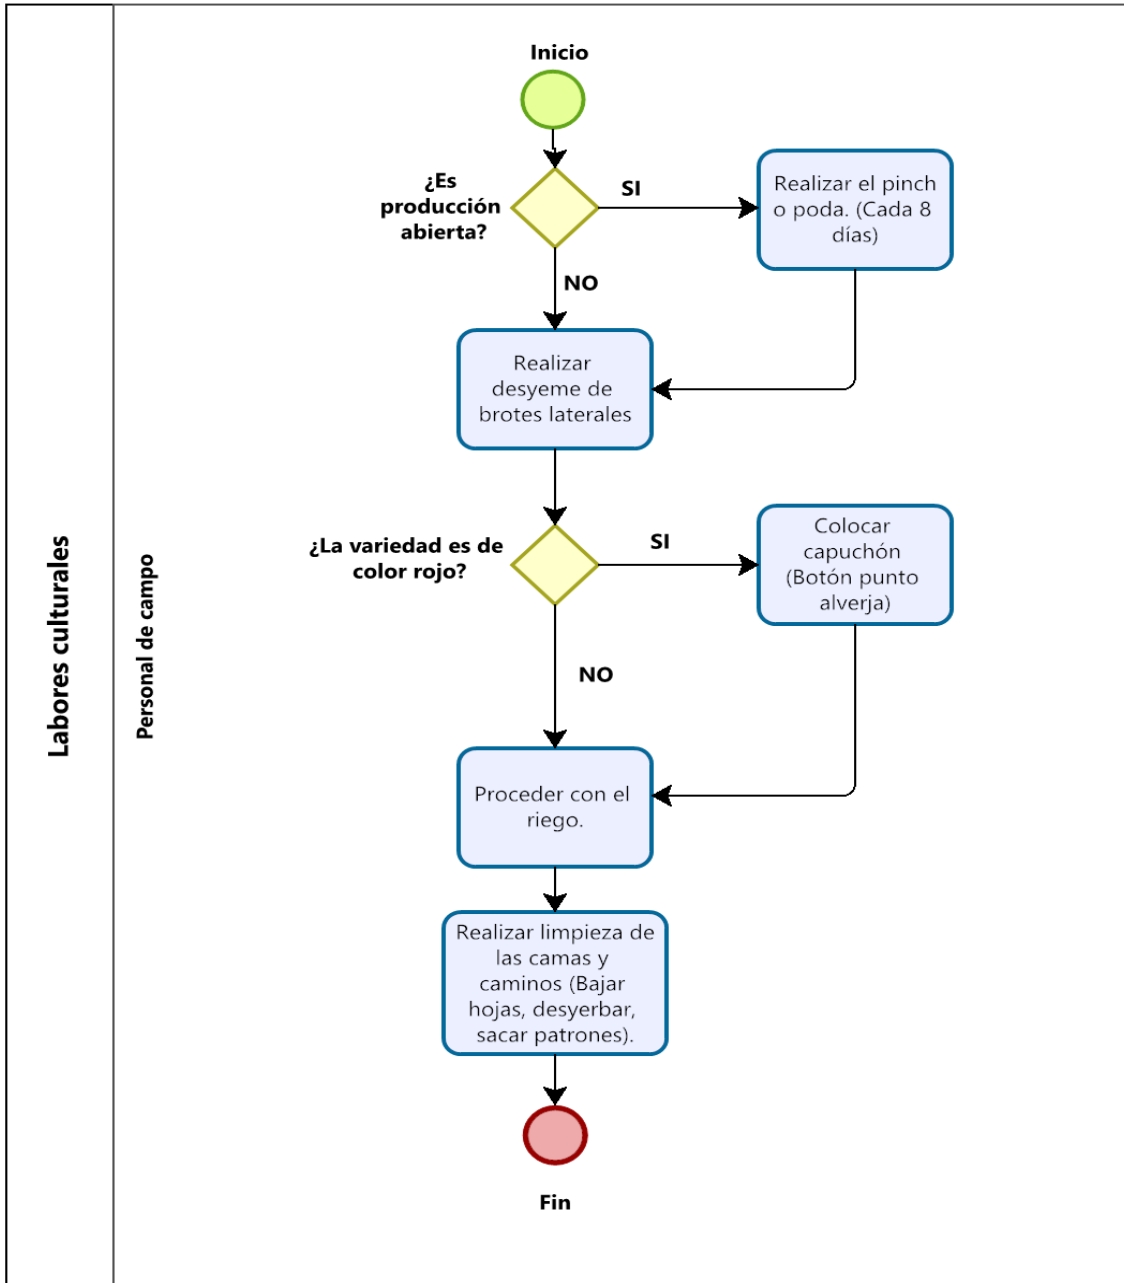 Labores culturales
Personal de campo
Inicio
¿Es
producción
abierta?
SI
Realizar el pinch
o poda. (Cada 8
días)
NO
Realizar
desyeme de
brotes laterales
¿La variedad es de
color rojo?
SI
Colocar
capuchón
(Botón punto
alverja)
NO
Proceder con el
riego.
Realizar limpieza de
las camas y
caminos (Bajar
hojas, desyerbar,
sacar patrones).
Fin